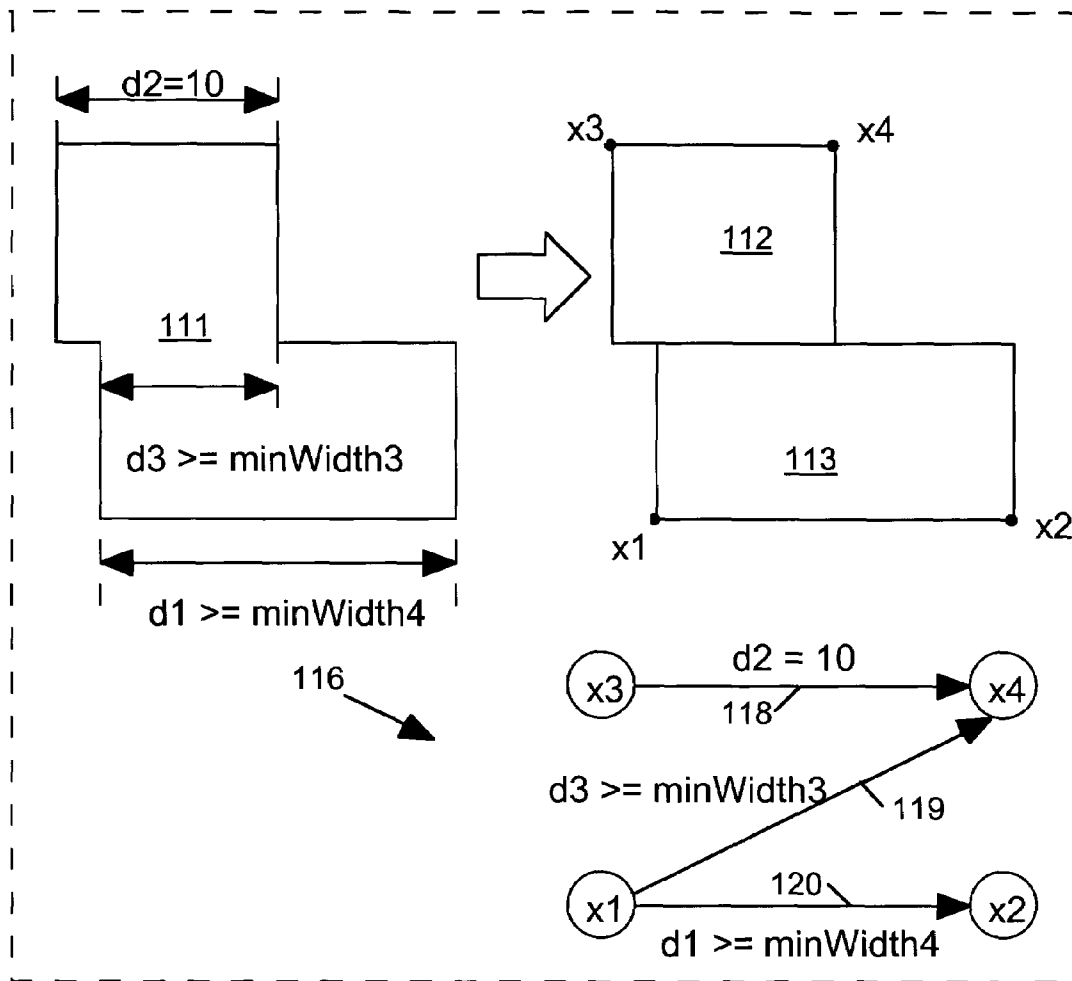 d2=10
x3
x4
112
111
d3 >= minWidth3
113
x1
x2
d1 >= minWidth4
116
x3
d2 = 10
x4
118
d3 >= minWidth3
119
x1
120
x2
d1 >= minWidth4